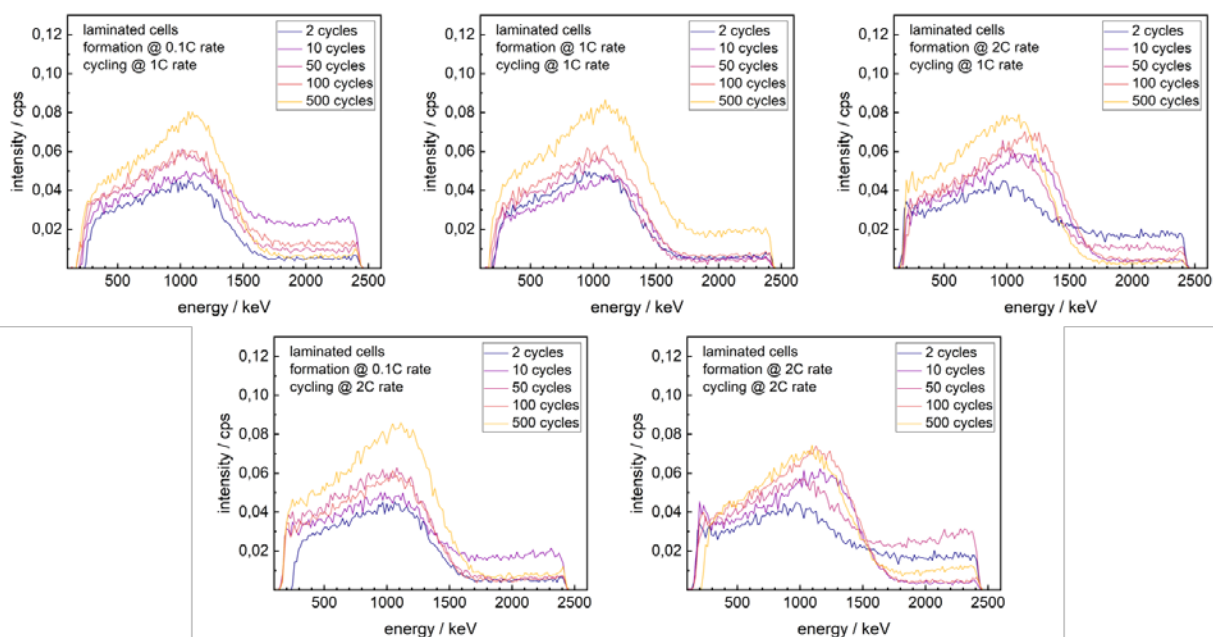 0,12
0,10
0,08
0,06
0,04
0,02
intensity / cps
laminated cells
formation @ 0.1C rate
cycling @ 1C rate
2 cycles
10 cycles
50 cycles
100 cycles
500 cycles
500 1000 1500 2000 2500
energy / keV
0,12
0,10
0,08
0,06
0,04
0,02
intensity / cps
laminated cells
formation @ 1C rate
cycling @ 1C rate
2 cycles
10 cycles
50 cycles
100 cycles
500 cycles
500 1000 1500 2000 2500
energy / keV
0,12
0,10
0,08
0,06
0,04
0,02
intensity / cps
laminated cells
formation @ 2C rate
cycling @ 1C rate
2 cycles
10 cycles
50 cycles
100 cycles
500 cycles
500 1000 1500 2000 2500
energy / keV
0,12
0,10
0,08
0,06
0,04
0,02
intensity / cps
laminated cells
formation @ 0.1C rate
cycling @ 2C rate
2 cycles
10 cycles
50 cycles
100 cycles
500 cycles
500 1000 1500 2000 2500
energy / keV
0,12
0,10
0,08
0,06
0,04
0,02
intensity / cps
laminated cells
formation @ 2C rate
cycling @ 2C rate
2 cycles
10 cycles
50 cycles
100 cycles
500 cycles
500 1000 1500 2000 2500
energy / keV